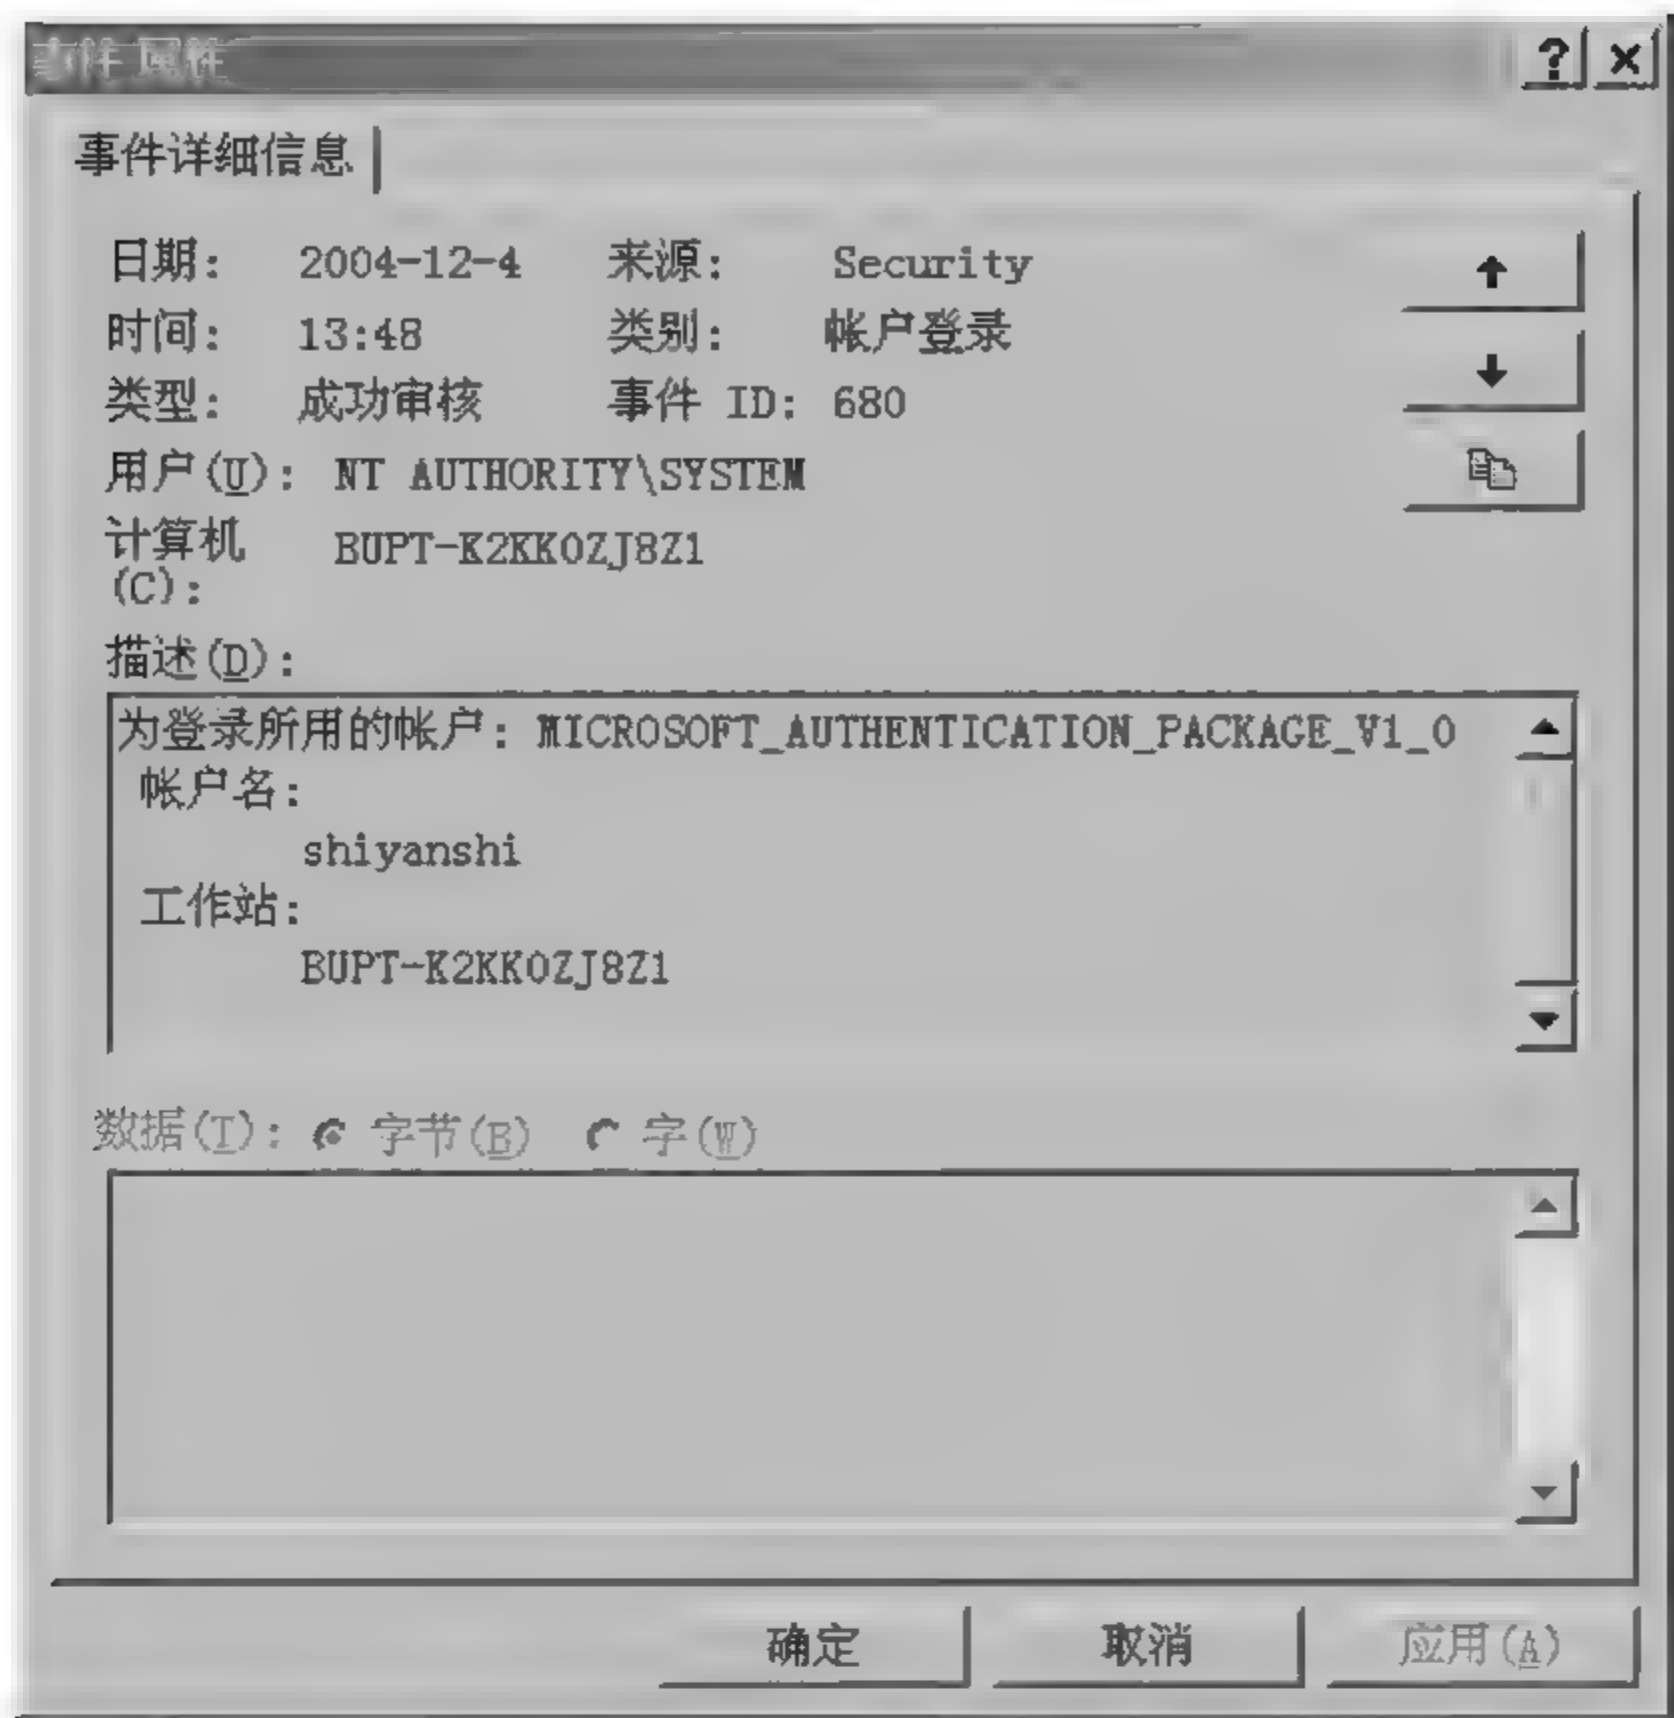 事件 属性
事件详细信息
日期: 2004-12-4 来源: Security
时间: 13:48 类别: 帐户登录
类型: 成功审核 事件 ID: 680
用户(U): NT AUTHORITY\SYSTEM
计算机(C): BUPT-K2KK0ZJ8Z1
描述(D):
为登录所用的帐户: MICROSOFT_AUTHENTICATION_PACKAGE_V1_0
帐户名:
shiyanshi
工作站:
BUPT-K2KK0ZJ8Z1
数据(T): 字节(B) 字(W)
确定 取消 应用(A)